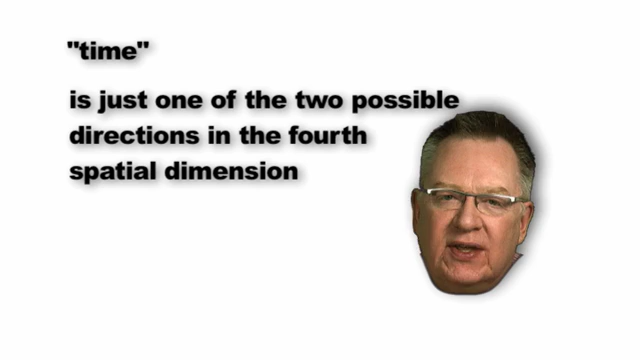 "time"
is just one of the two possible
directions in the fourth
spatial dimension